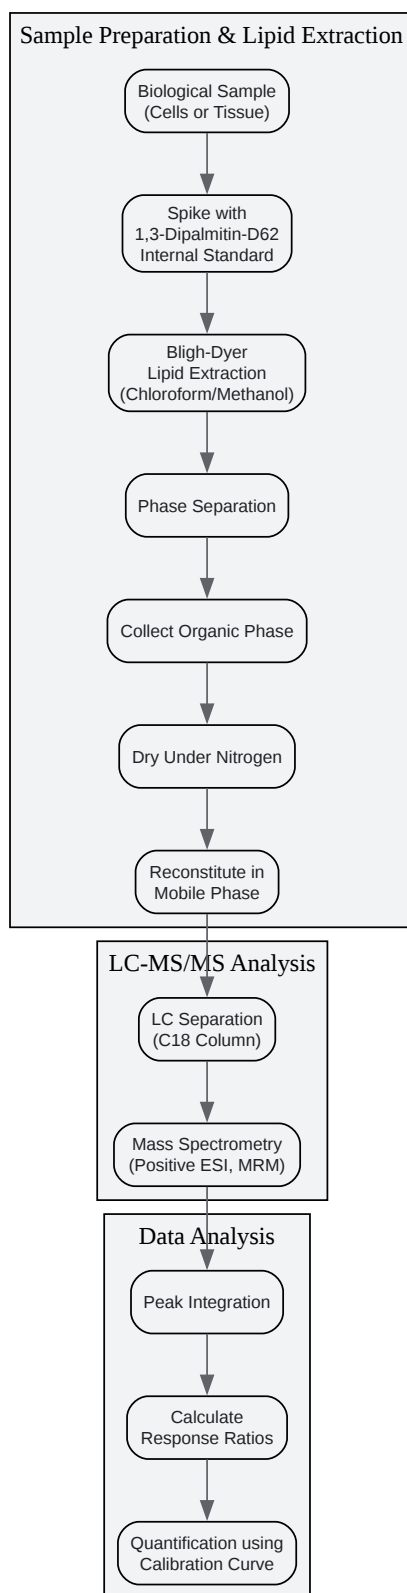 Sample Preparation & Lipid Extraction
Biological Sample
(Cells or Tissue)
Spike with
1,3-Dipalmitin-D62
Internal Standard
Bligh-Dyer
Lipid Extraction
(Chloroform/Methanol)
Phase Separation
Collect Organic Phase
Dry Under Nitrogen
Reconstitute in
Mobile Phase
LC-MS/MS Analysis
LC Separation
(C18 Column)
Mass Spectrometry
(Positive ESI, MRM)
Data Analysis
Peak Integration
Calculate
Response Ratios
Quantification using
Calibration Curve